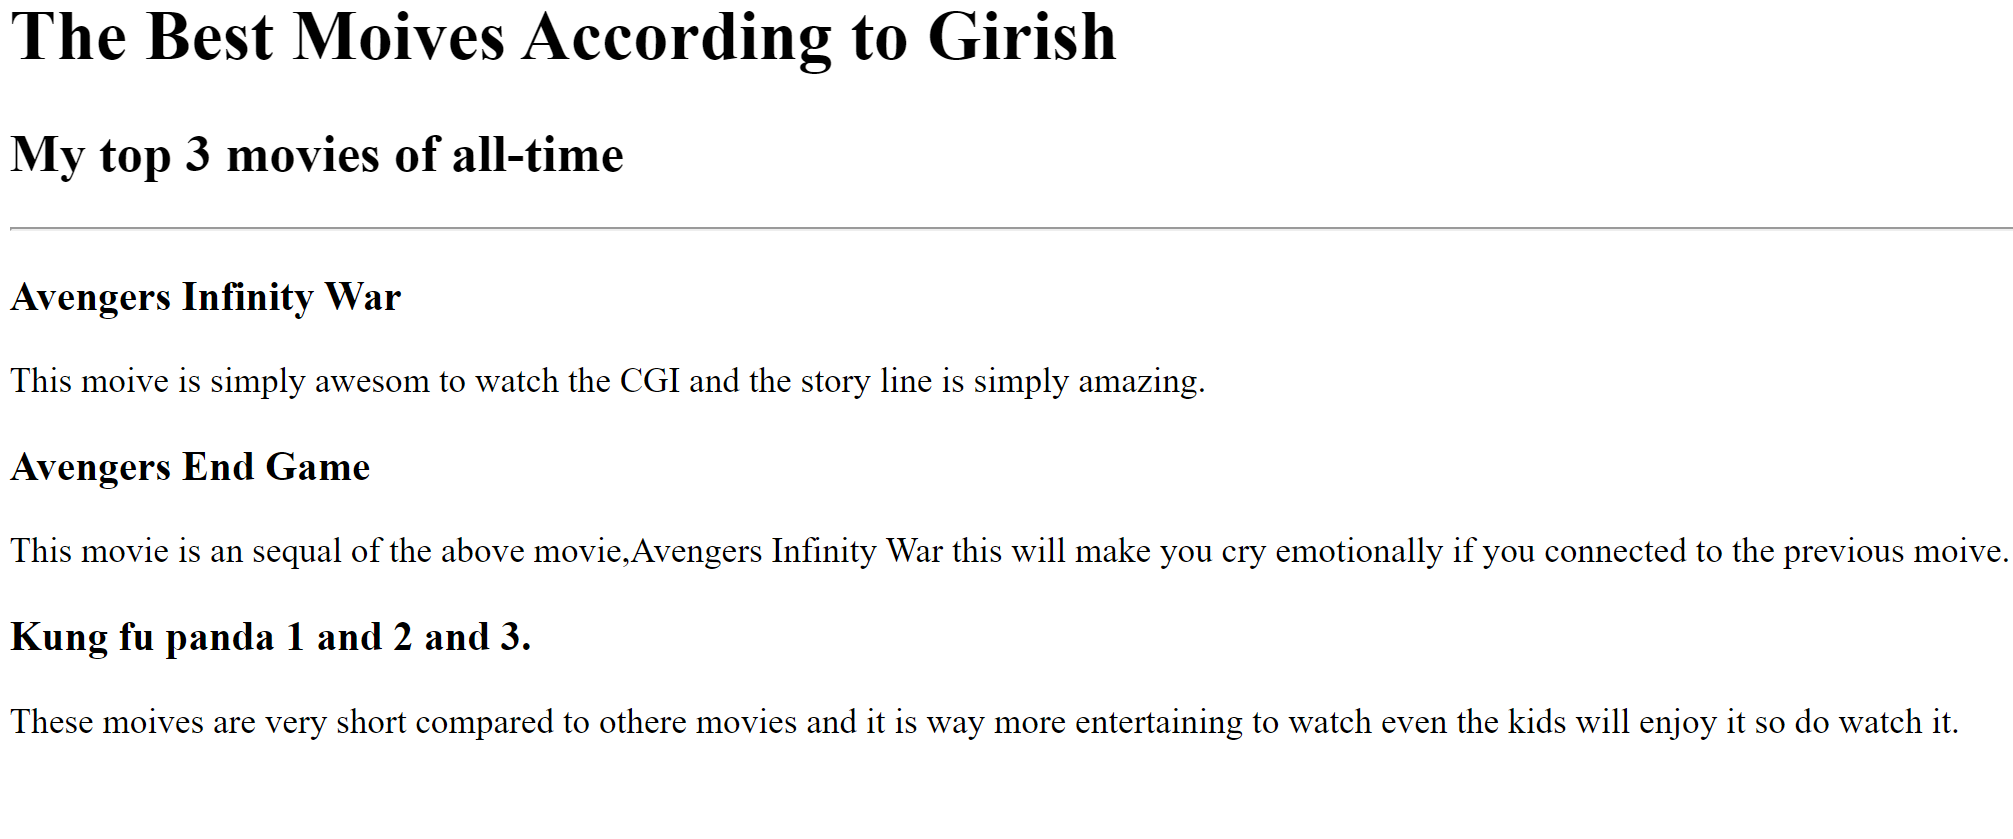 The Best Moives According to Girish
My top 3 movies of all-time
Avengers Infinity War
This moive is simply awesom to watch the CGI and the story line is simply amazing.
Avengers End Game
This movie is an sequal of the above movie,Avengers Infinity War this will make you cry emotionally if you connected to the previous moive.
Kung fu panda 1 and 2 and 3.
These moives are very short compared to othere movies and it is way more entertaining to watch even the kids will enjoy it so do watch it.